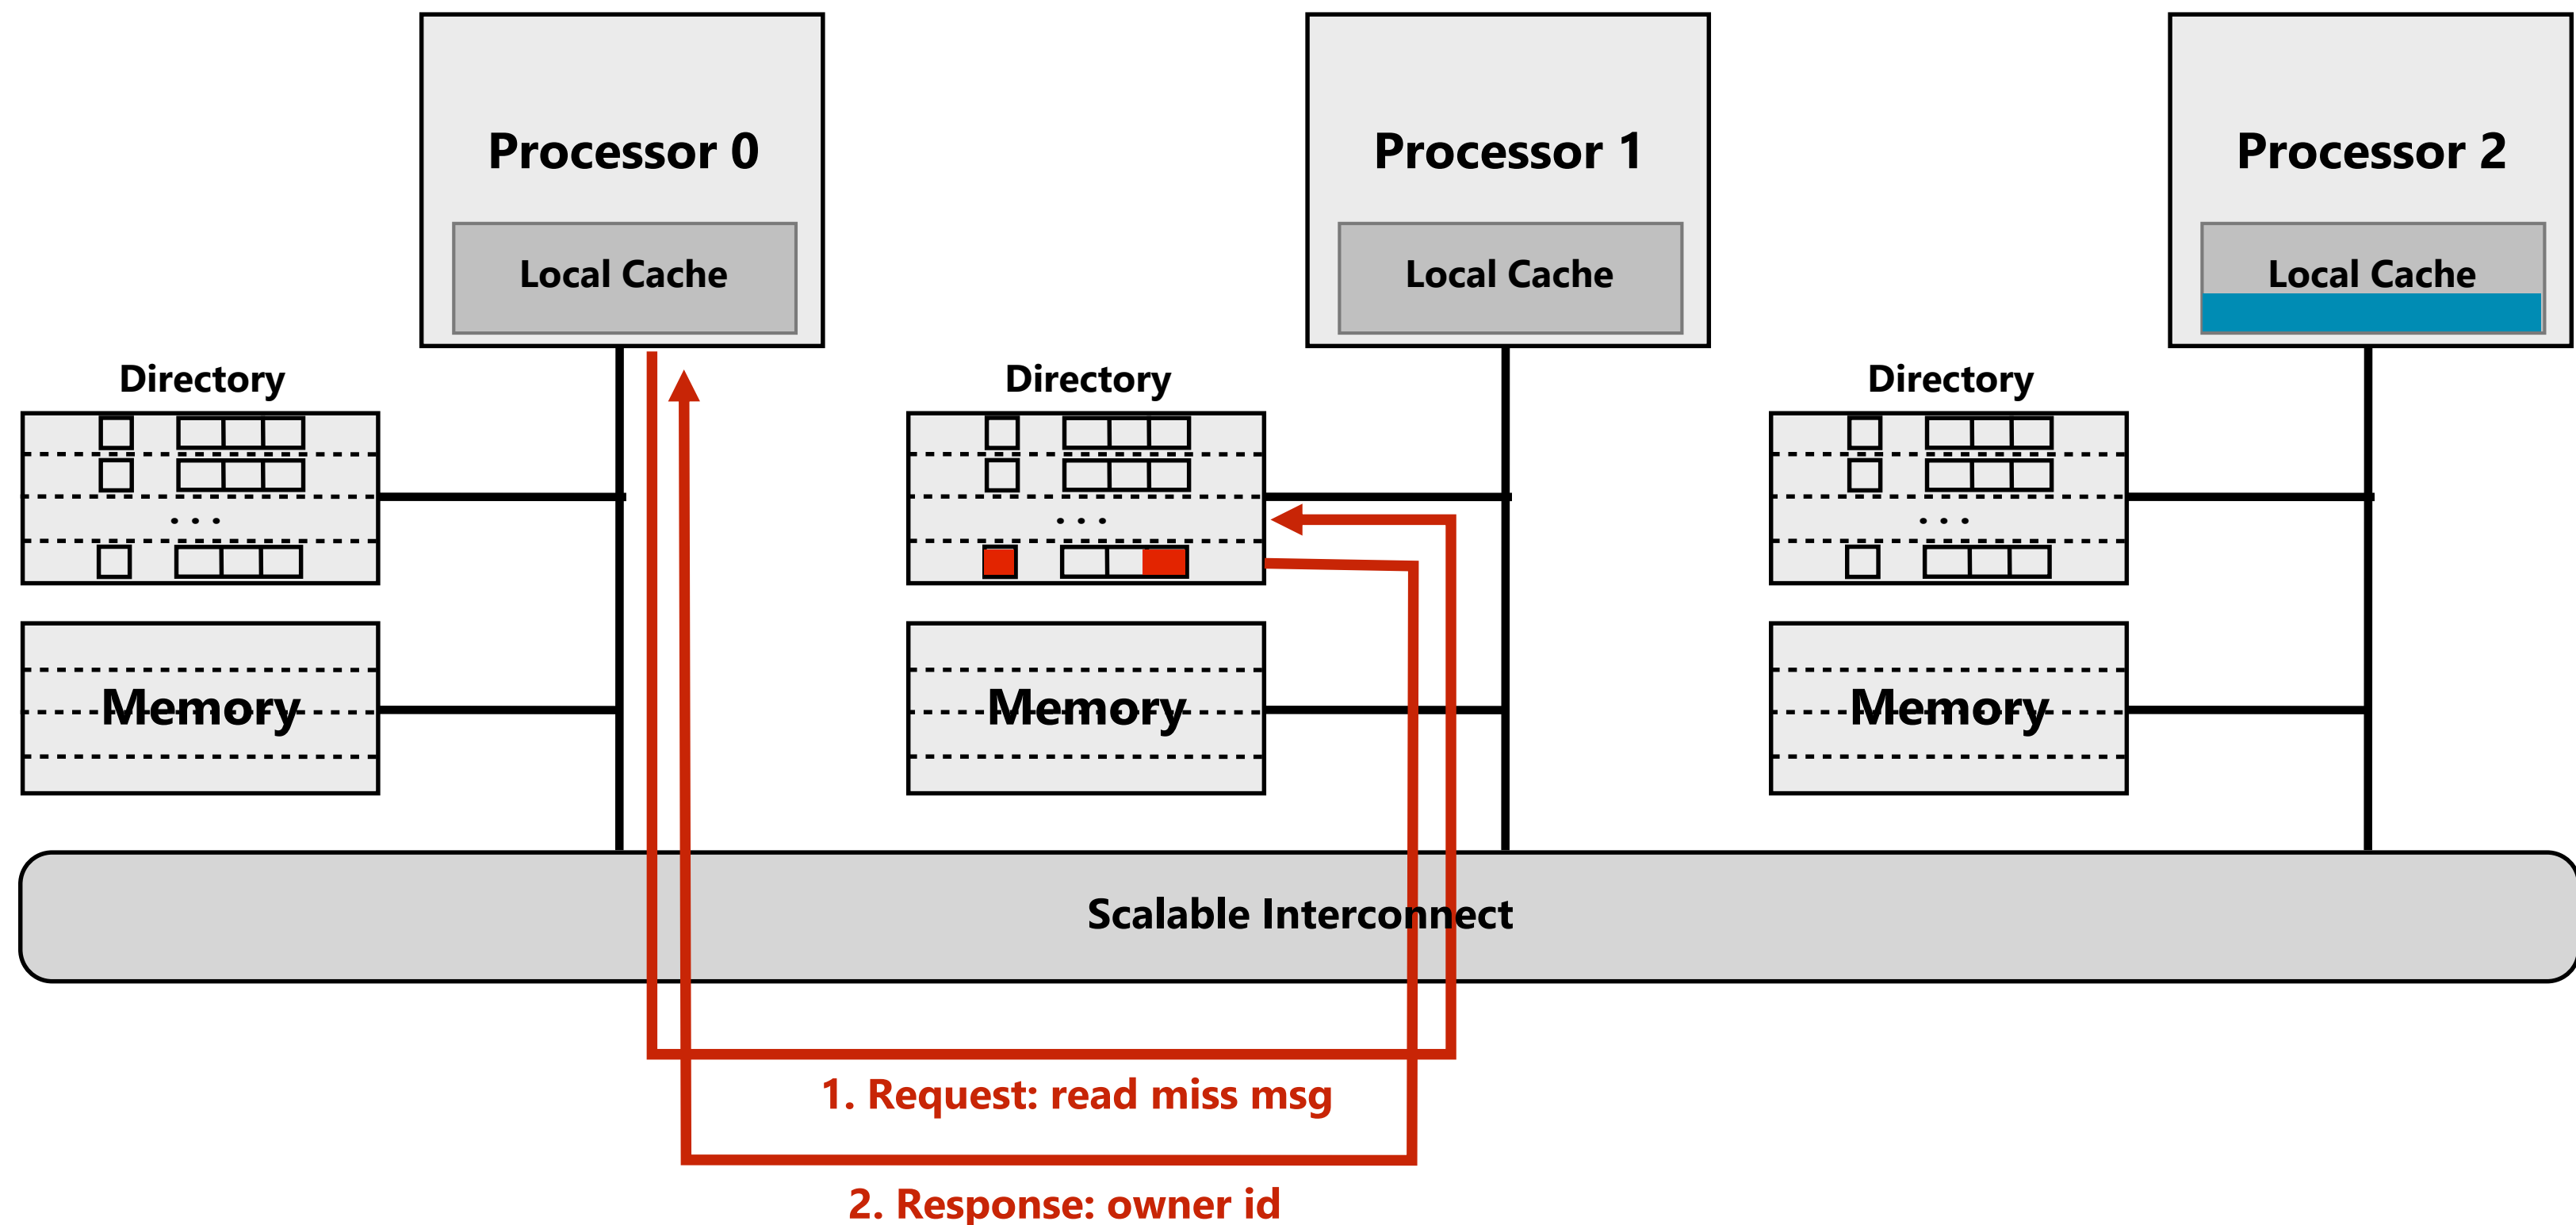 Processor 0
Processor 1
Processor 2
Local Cache
Local Cache
Local Cache
Directory
Directory
Directory
. . .
. . .
. . .
Memory
Memory
Memory
Scalable Interconnect
1. Request: read miss msg
2. Response: owner id